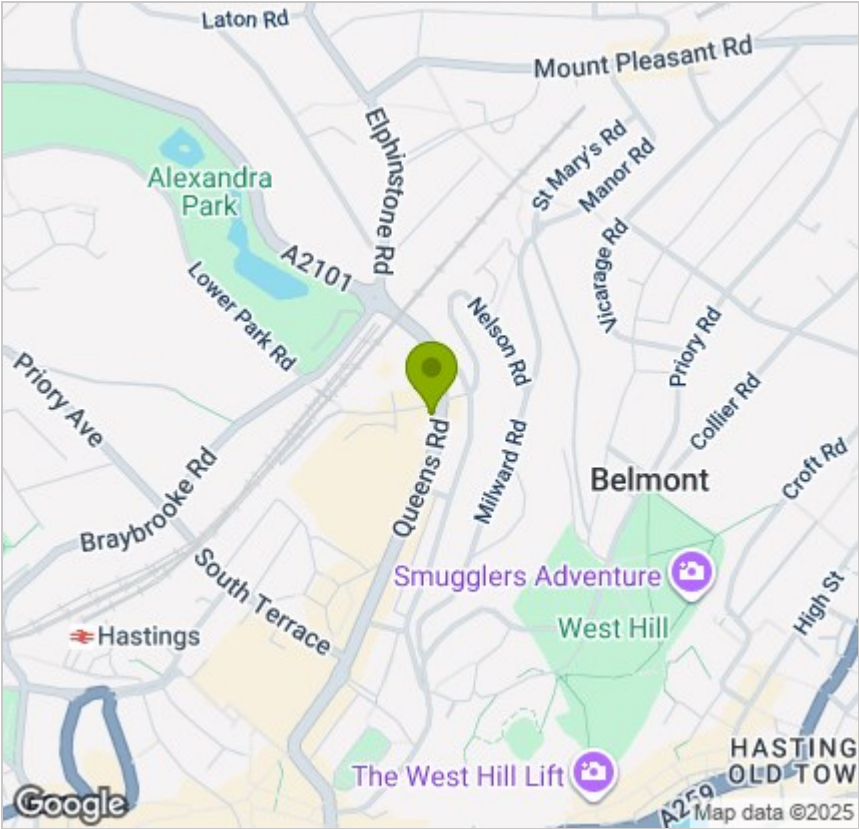 Laton Rd
Mount Pleasant Rd
Elphinstone Rd
St Mary's Rd
Manor Rd
Alexandra
Park
A2101
Vicarage Rd
Lower Park Rd
Nelson Rd
Priory Rd
Priory Ave
Collier Rd
Queens Rd
Milward Rd
Croft Rd
Belmont
Braybrooke Rd
South Terrace
Smugglers Adventure
High St
West Hill
Hastings
HASTING
OLD TOW
The West Hill Lift
A259
Google
Map data ©2025